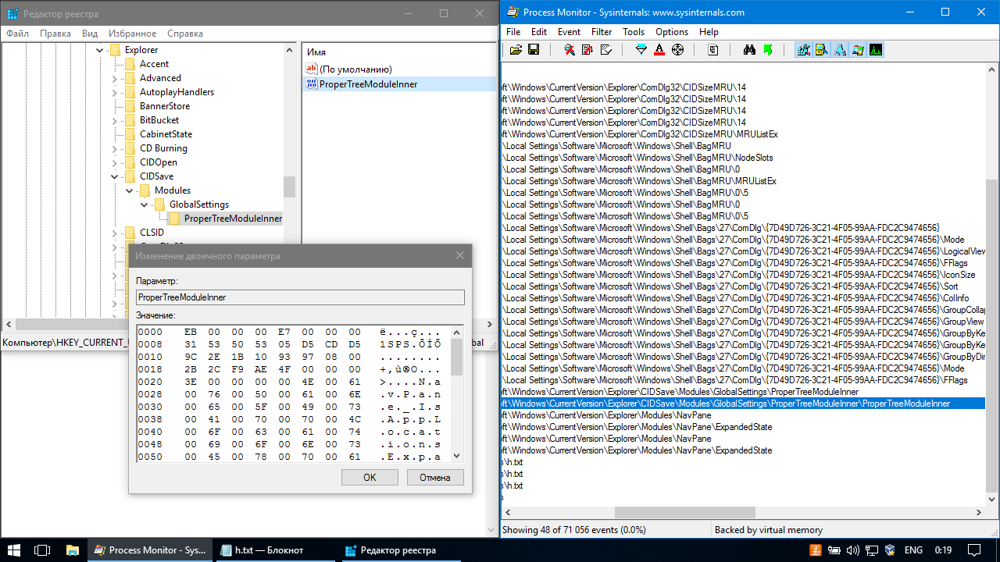 Редактор реестра
Файл Правка Вид Избранное Справка
Explorer
Accent
Advanced
AutoplayHandlers
BannerStore
BitBucket
CabinetState
CD Burning
CIDOpen
CIDSave
Modules
GlobalSettings
ProperTreeModuleInner
CLSID
Имя
(По умолчанию)
ProperTreeModuleInner
Компьютер\HKEY_CURRENT_
Изменение двоичного параметра
Параметр:
ProperTreeModuleInner
Значение:
0000 EB 00 00 00 E7 00 00 00 ë...ç...
0008 31 53 50 53 05 D5 CD D5 1SPS.ÕÍÕ
0010 9C 2E 1B 10 93 97 08 00 ........
0018 2B 2C F9 AE 4F 00 00 00 +,ù®O...
0020 3E 00 00 00 00 4E 00 61 >....N.a
0028 00 76 00 50 00 61 00 6E .v.P.a.n
0030 00 65 00 5F 00 49 00 73 .e._.I.s
0038 00 41 00 70 00 70 00 4C .A.p.p.L
0040 00 6F 00 63 00 61 00 74 .o.c.a.t
0048 00 69 00 6F 00 6E 00 73 .i.o.n.s
0050 00 45 00 78 00 70 00 61 .E.x.p.a
OK Отмена
Process Monitor - Sysinternals: www.sysinternals.com
File Edit Event Filter Tools Options Help
ft\Windows\CurrentVersion\Explorer\ComDlg32\CIDSizeMRU\14
ft\Windows\CurrentVersion\Explorer\ComDlg32\CIDSizeMRU\14
ft\Windows\CurrentVersion\Explorer\ComDlg32\CIDSizeMRU\14
ft\Windows\CurrentVersion\Explorer\ComDlg32\CIDSizeMRU\14
ft\Windows\CurrentVersion\Explorer\ComDlg32\CIDSizeMRU\MRUListEx
\Local Settings\Software\Microsoft\Windows\Shell\BagMRU
\Local Settings\Software\Microsoft\Windows\Shell\BagMRU\NodeSlots
\Local Settings\Software\Microsoft\Windows\Shell\BagMRU\0
\Local Settings\Software\Microsoft\Windows\Shell\BagMRU\MRUListEx
\Local Settings\Software\Microsoft\Windows\Shell\BagMRU\0\5
\Local Settings\Software\Microsoft\Windows\Shell\BagMRU\0
\Local Settings\Software\Microsoft\Windows\Shell\BagMRU\0\5
\Local Settings\Software\Microsoft\Windows\Shell\Bags\27\ComDlg\{7D49D726-3C21-4F05-99AA-FDC2C9474656}
\Local Settings\Software\Microsoft\Windows\Shell\Bags\27\ComDlg\{7D49D726-3C21-4F05-99AA-FDC2C9474656}\Mode
\Local Settings\Software\Microsoft\Windows\Shell\Bags\27\ComDlg\{7D49D726-3C21-4F05-99AA-FDC2C9474656}\LogicalView
\Local Settings\Software\Microsoft\Windows\Shell\Bags\27\ComDlg\{7D49D726-3C21-4F05-99AA-FDC2C9474656}\FFlags
\Local Settings\Software\Microsoft\Windows\Shell\Bags\27\ComDlg\{7D49D726-3C21-4F05-99AA-FDC2C9474656}\IconSize
\Local Settings\Software\Microsoft\Windows\Shell\Bags\27\ComDlg\{7D49D726-3C21-4F05-99AA-FDC2C9474656}\Sort
\Local Settings\Software\Microsoft\Windows\Shell\Bags\27\ComDlg\{7D49D726-3C21-4F05-99AA-FDC2C9474656}\ColInfo
\Local Settings\Software\Microsoft\Windows\Shell\Bags\27\ComDlg\{7D49D726-3C21-4F05-99AA-FDC2C9474656}\GroupCollap
\Local Settings\Software\Microsoft\Windows\Shell\Bags\27\ComDlg\{7D49D726-3C21-4F05-99AA-FDC2C9474656}\GroupView
\Local Settings\Software\Microsoft\Windows\Shell\Bags\27\ComDlg\{7D49D726-3C21-4F05-99AA-FDC2C9474656}\GroupByKe
\Local Settings\Software\Microsoft\Windows\Shell\Bags\27\ComDlg\{7D49D726-3C21-4F05-99AA-FDC2C9474656}\GroupByKe
\Local Settings\Software\Microsoft\Windows\Shell\Bags\27\ComDlg\{7D49D726-3C21-4F05-99AA-FDC2C9474656}\GroupByDir
\Local Settings\Software\Microsoft\Windows\Shell\Bags\27\ComDlg\{7D49D726-3C21-4F05-99AA-FDC2C9474656}\Mode
\Local Settings\Software\Microsoft\Windows\Shell\Bags\27\ComDlg\{7D49D726-3C21-4F05-99AA-FDC2C9474656}\FFlags
ft\Windows\CurrentVersion\Explorer\CIDSave\Modules\GlobalSettings\ProperTreeModuleInner
ft\Windows\CurrentVersion\Explorer\CIDSave\Modules\GlobalSettings\ProperTreeModuleInner\ProperTreeModuleInner
ft\Windows\CurrentVersion\Explorer\Modules\NavPane
ft\Windows\CurrentVersion\Explorer\Modules\NavPane\ExpandedState
ft\Windows\CurrentVersion\Explorer\Modules\NavPane
ft\Windows\CurrentVersion\Explorer\Modules\NavPane\ExpandedState
s\h.txt
s\h.txt
s\h.txt
s
Showing 48 of 71 056 events (0.0%) Backed by virtual memory
Process Monitor - Sys... h.txt — Блокнот Редактор реестра ENG 0:19